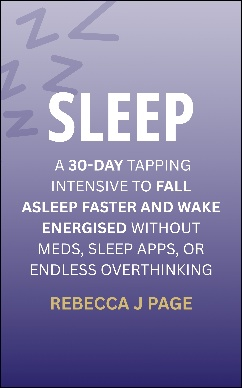 Z Z
Z
Z
Z
SLEEP
A 30-DAY TAPPING
INTENSIVE TO FALL
ASLEEP FASTER AND WAKE
ENERGISED WITHOUT
MEDS, SLEEP APPS, OR
ENDLESS OVERTHINKING
REBECCA J PAGE